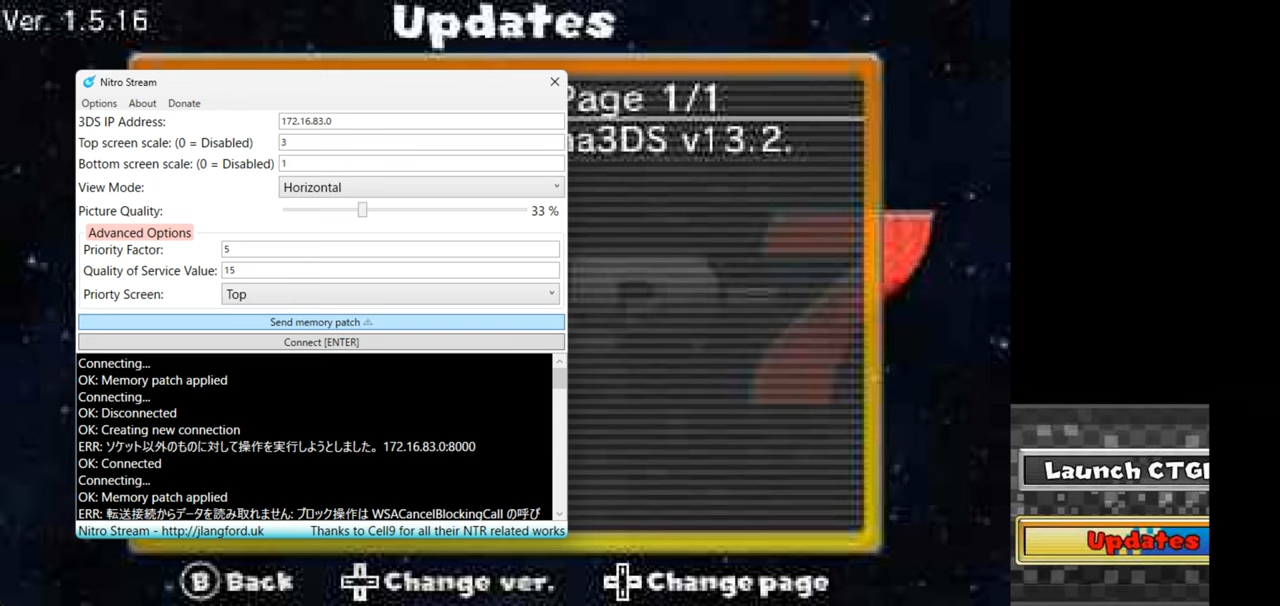 Ver. 1.5.16
Updates
Page 1/1
3DS v13.2.
Nitro Stream
Options About Donate
3DS IP Address: 172.16.83.0
Top screen scale: (0 = Disabled) 3
Bottom screen scale: (0 = Disabled) 1
View Mode: Horizontal
Picture Quality: 33 %
Advanced Options
Priority Factor: 5
Quality of Service Value: 15
Priorty Screen: Top
Send memory patch ⚠
Connect [ENTER]
Connecting...
OK: Memory patch applied
Connecting...
OK: Disconnected
OK: Creating new connection
ERR: ソケット以外のものに対して操作を実行しようとしました。 172.16.83.0:8000
OK: Connected
Connecting...
OK: Memory patch applied
ERR: 転送接続からデータを読み取れません: ブロック操作は WSACancelBlockingCall の呼び
Nitro Stream - http://jlangford.uk Thanks to Cell9 for all their NTR related works
Launch CTG
Updates
B Back Change ver. Change page